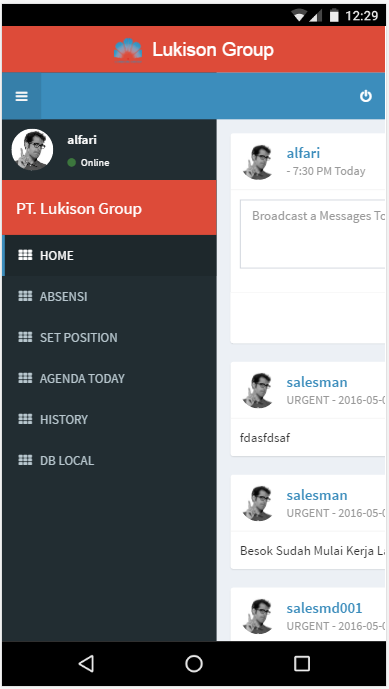 12:29
Lukison Group
alfari
Online
PT. Lukison Group
HOME
ABSENSI
SET POSITION
AGENDA TODAY
HISTORY
DB LOCAL
alfari
- 7:30 PM Today
Broadcast a Messages To
salesman
URGENT - 2016-05-0
fdasfdsaf
salesman
URGENT - 2016-05-0
Besok Sudah Mulai Kerja La
salesmd001
URGENT - 2016-05-0